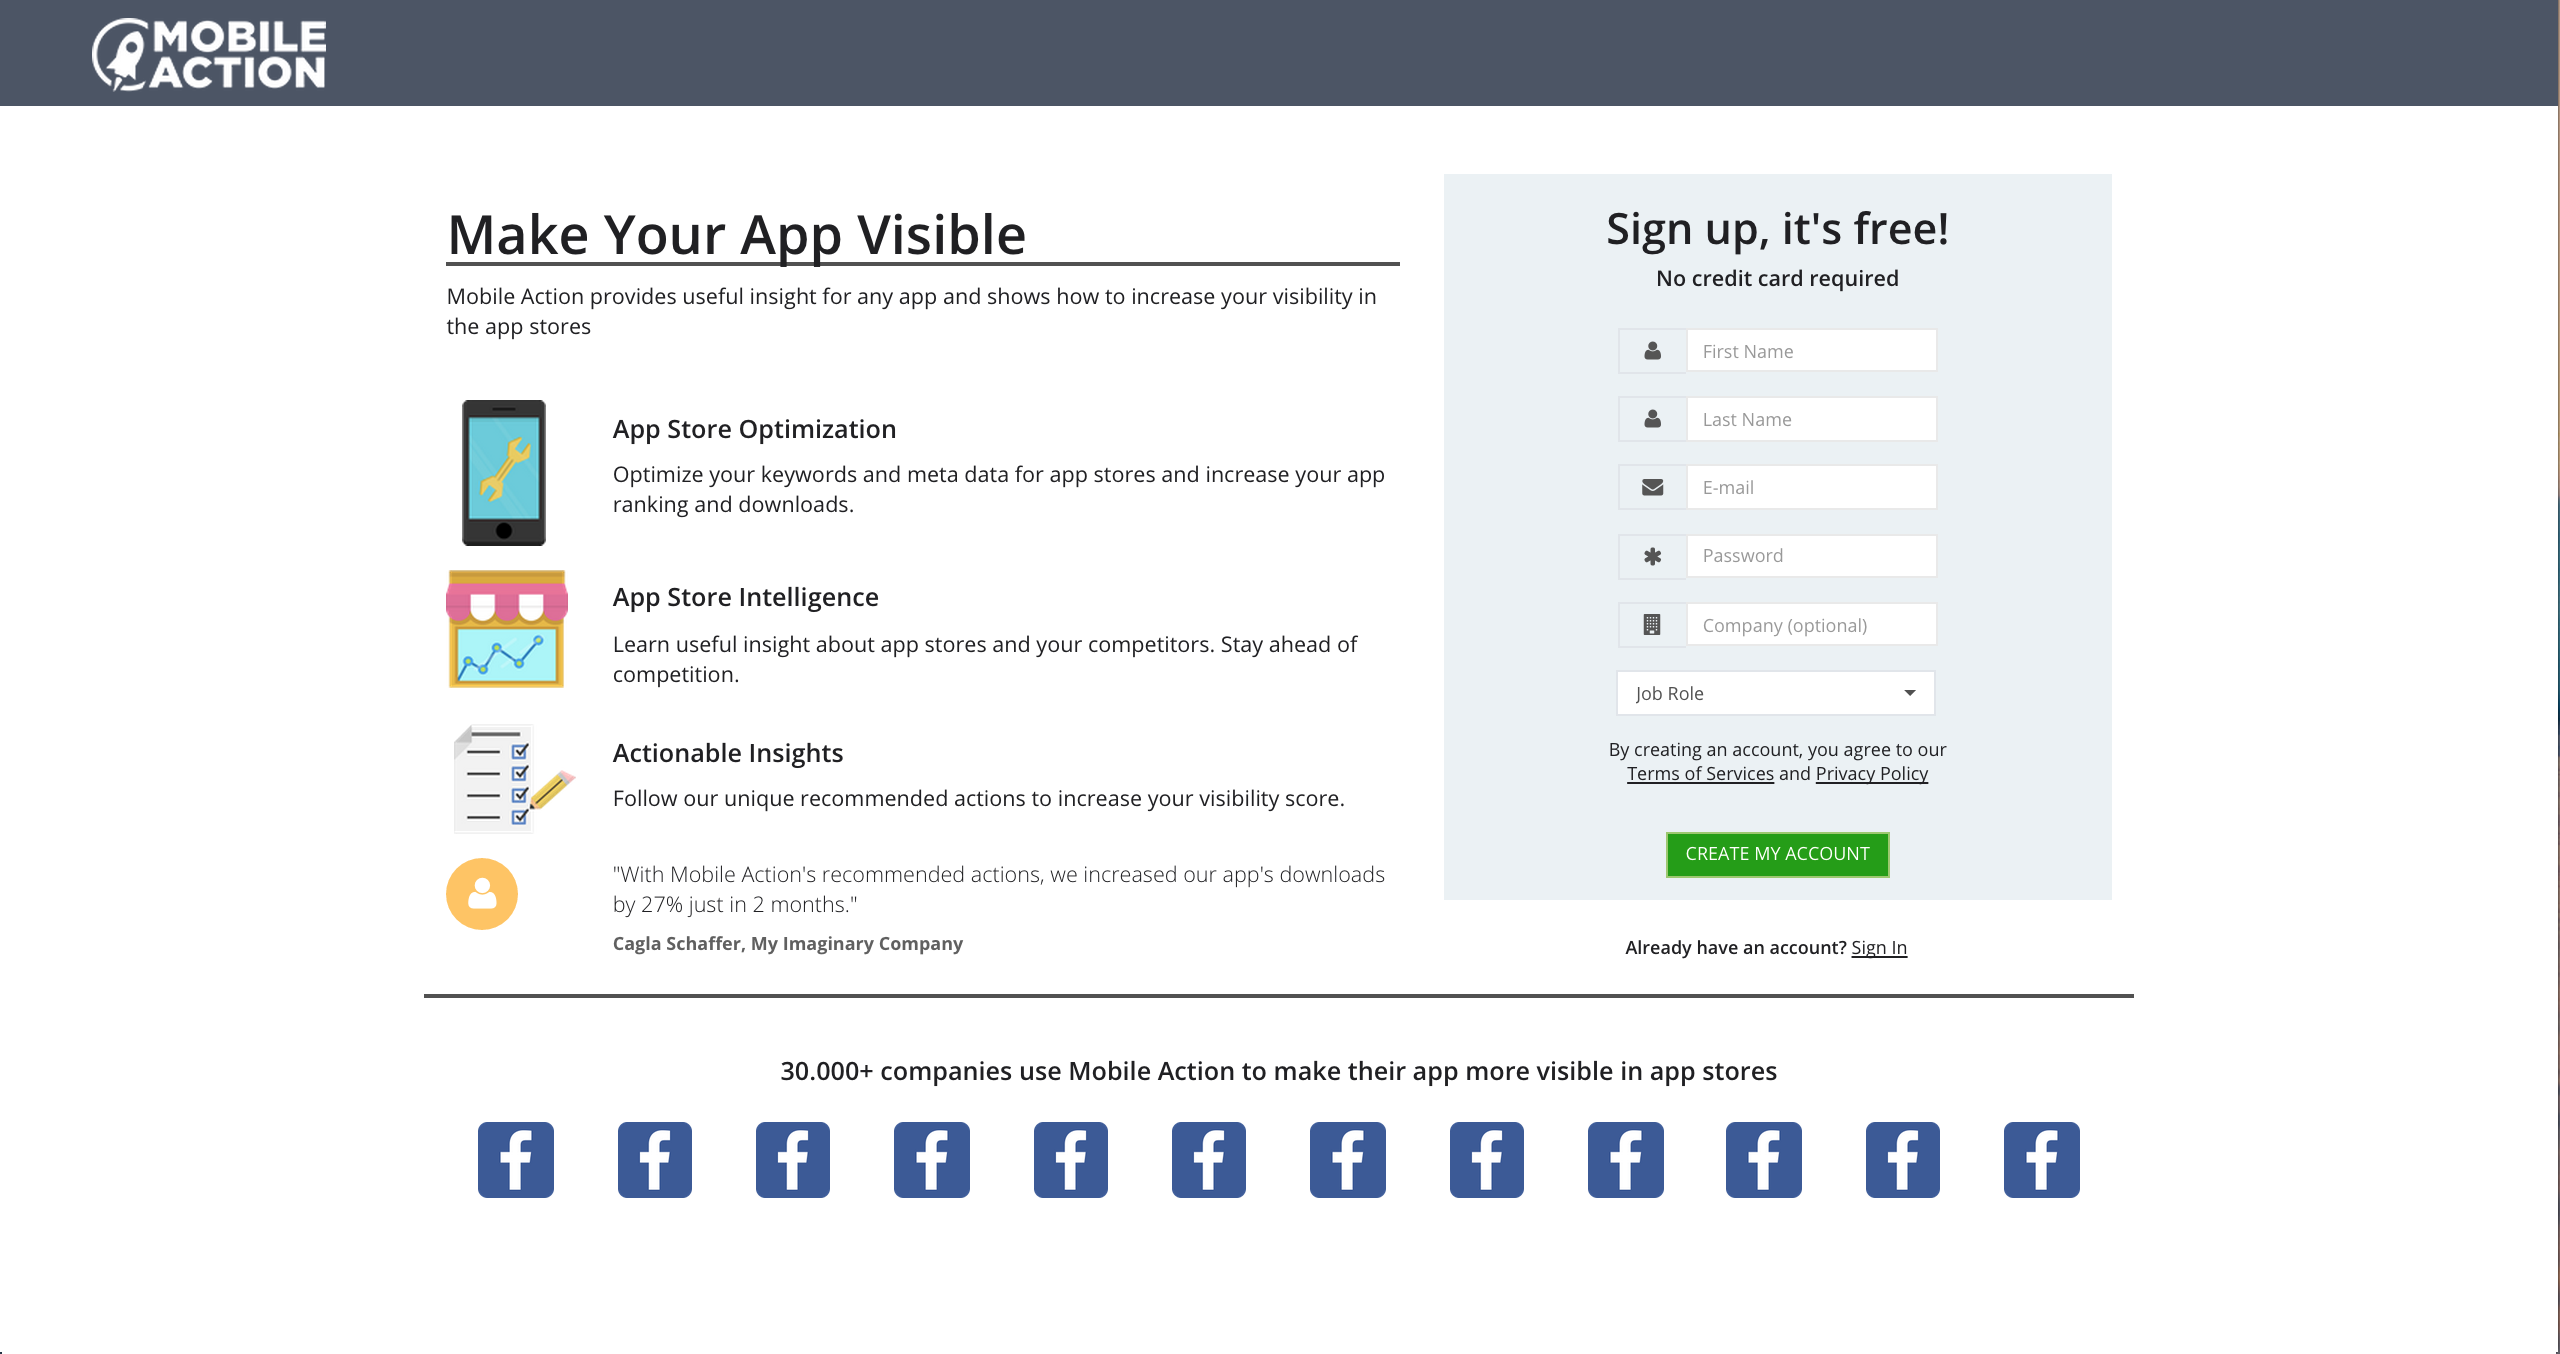 MOBILE
ACTION
Make Your App Visible
Mobile Action provides useful insight for any app and shows how to increase your visibility in
the app stores
App Store Optimization
Optimize your keywords and meta data for app stores and increase your app
ranking and downloads.
App Store Intelligence
Learn useful insight about app stores and your competitors. Stay ahead of
competition.
Actionable Insights
Follow our unique recommended actions to increase your visibility score.
"With Mobile Action's recommended actions, we increased our app's downloads
by 27% just in 2 months."
Cagla Schaffer, My Imaginary Company
Sign up, it's free!
No credit card required
First Name
Last Name
E-mail
Password
Company (optional)
Job Role
By creating an account, you agree to our
Terms of Services and Privacy Policy
CREATE MY ACCOUNT
Already have an account? Sign In
30.000+ companies use Mobile Action to make their app more visible in app stores
f f f f f f f f f f f f